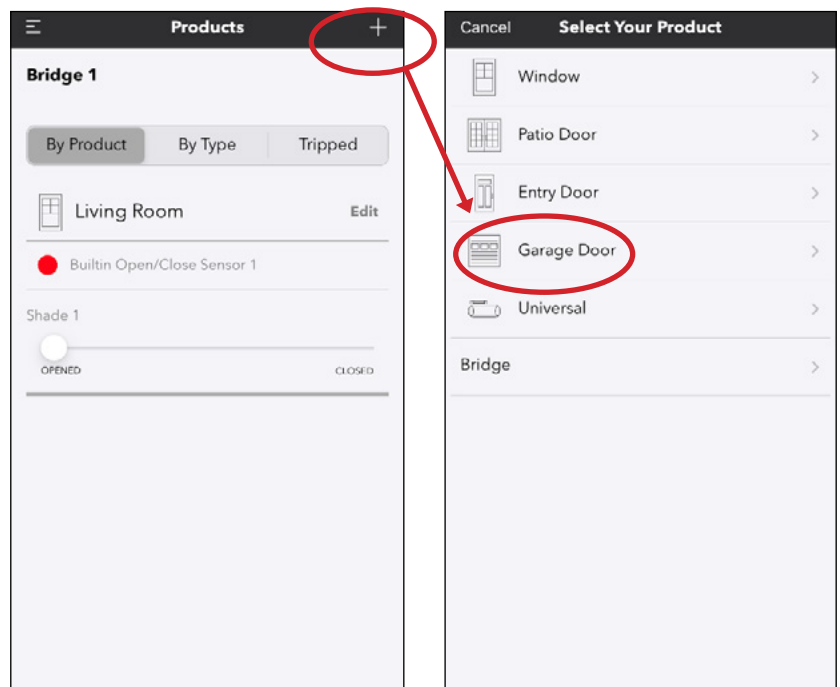 Products
Bridge 1
By Product By Type Tripped
Living Room Edit
Builtin Open/Close Sensor 1
Shade 1
OPENED CLOSED
Cancel Select Your Product
Window
Patio Door
Entry Door
Garage Door
Universal
Bridge